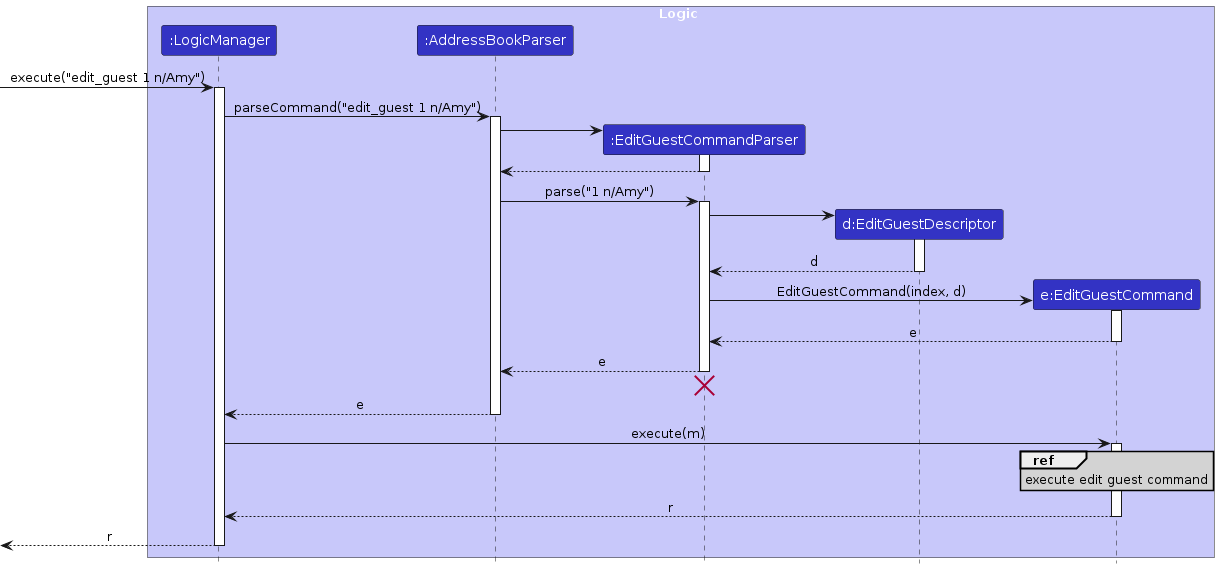 Logic
:LogicManager
:AddressBookParser
execute("edit_guest 1 n/Amy")
parseCommand("edit_guest 1 n/Amy")
:EditGuestCommandParser
parse("1 n/Amy")
d:EditGuestDescriptor
d
EditGuestCommand(index, d)
e:EditGuestCommand
e
e
e
execute(m)
ref
execute edit guest command
r
r